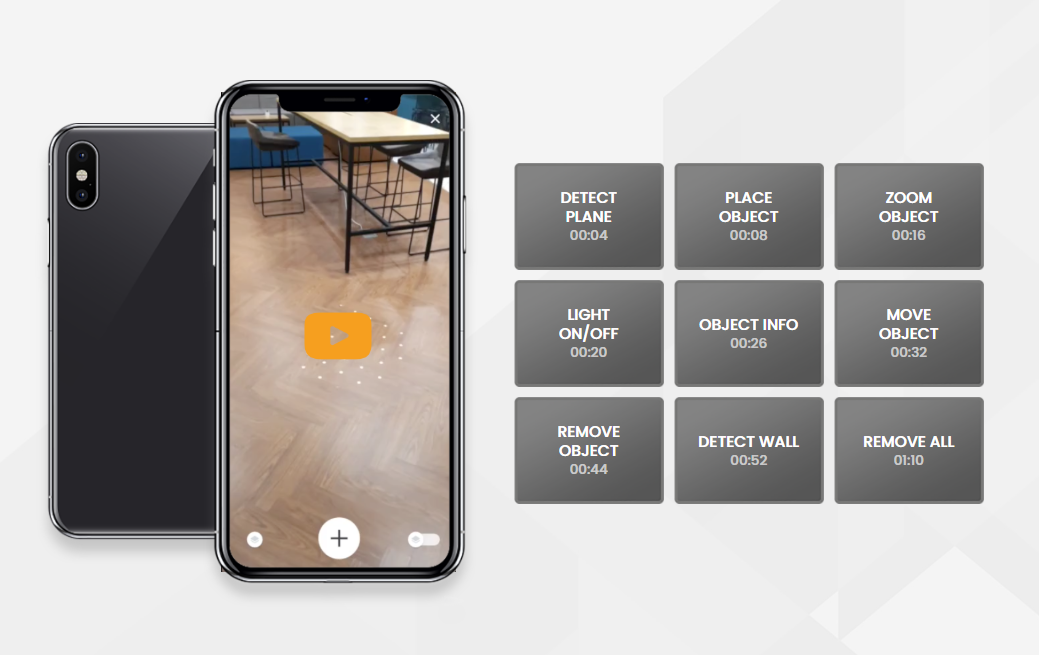 DETECT
PLANE
00:04
PLACE
OBJECT
00:08
ZOOM
OBJECT
00:16
LIGHT
ON/OFF
00:20
OBJECT INFO
00:26
MOVE
OBJECT
00:32
REMOVE
OBJECT
00:44
DETECT WALL
00:52
REMOVE ALL
01:10